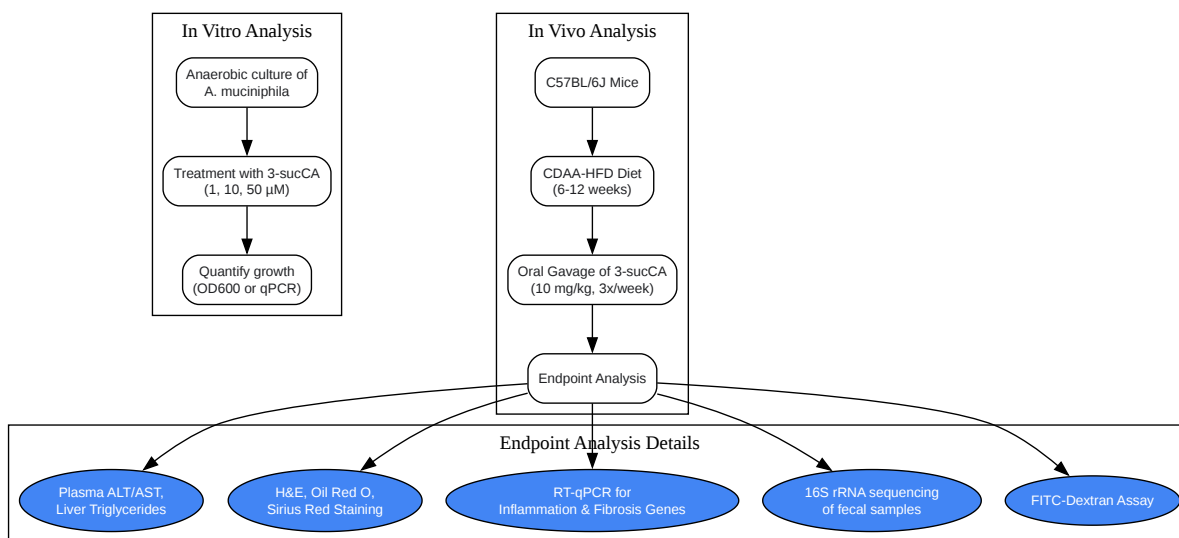 In Vitro Analysis
Anaerobic culture of
A. muciniphila
Treatment with 3-sucCA
(1, 10, 50 µM)
Quantify growth
(OD600 or qPCR)
In Vivo Analysis
C57BL/6J Mice
CDAA-HFD Diet
(6-12 weeks)
Oral Gavage of 3-sucCA
(10 mg/kg, 3x/week)
Endpoint Analysis
Endpoint Analysis Details
Plasma ALT/AST,
Liver Triglycerides
H&E, Oil Red O,
Sirius Red Staining
RT-qPCR for
Inflammation & Fibrosis Genes
16S rRNA sequencing
of fecal samples
FITC-Dextran Assay